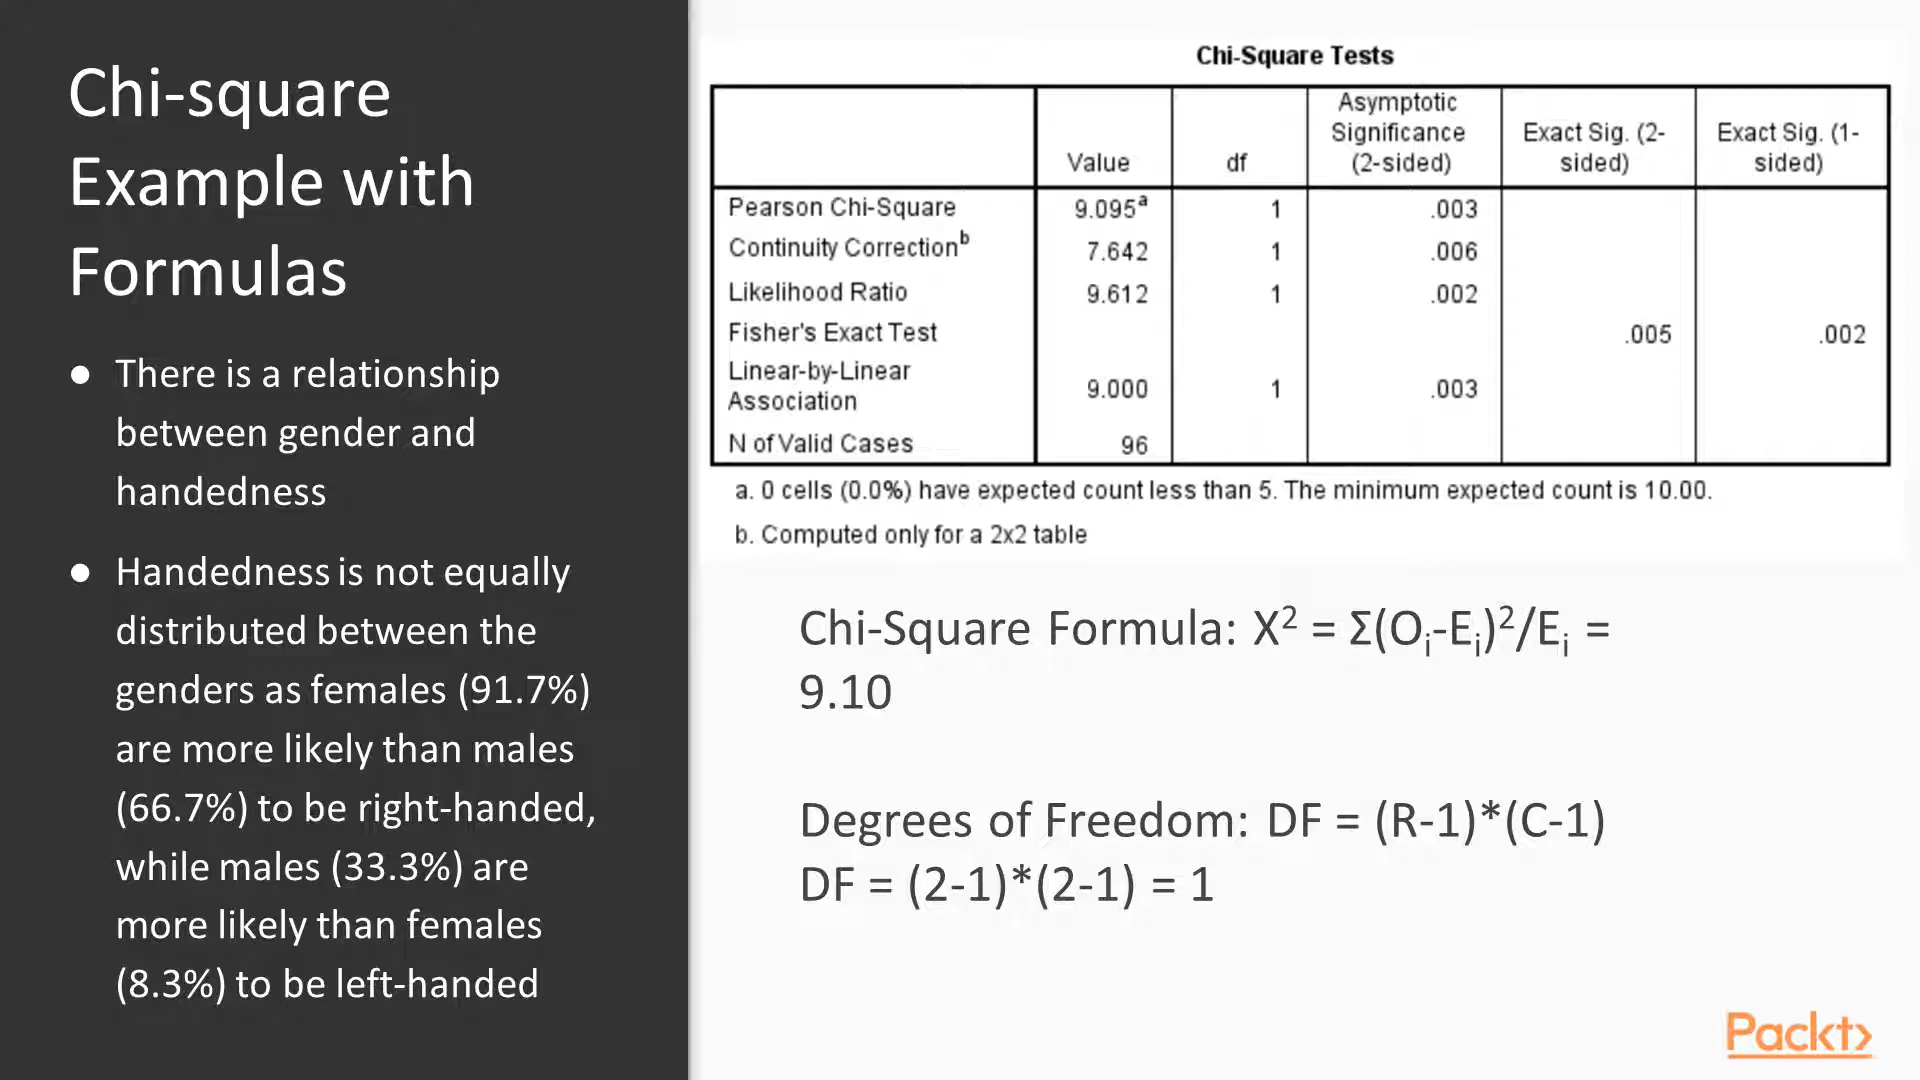 Chi-square
Example with
Formulas
● There is a relationship
between gender and
handedness
● Handedness is not equally
distributed between the
genders as females (91.7%)
are more likely than males
(66.7%) to be right-handed,
while males (33.3%) are
more likely than females
(8.3%) to be left-handed
Chi-Square Tests
Value df Asymptotic Significance (2-sided) Exact Sig. (2-sided) Exact Sig. (1-sided)
Pearson Chi-Square 9.095ᵃ 1 .003
Continuity Correctionᵇ 7.642 1 .006
Likelihood Ratio 9.612 1 .002
Fisher's Exact Test .005 .002
Linear-by-Linear Association 9.000 1 .003
N of Valid Cases 96
a. 0 cells (0.0%) have expected count less than 5. The minimum expected count is 10.00.
b. Computed only for a 2x2 table
Chi-Square Formula: X² = Σ(Oᵢ-Eᵢ)²/Eᵢ =
9.10
Degrees of Freedom: DF = (R-1)*(C-1)
DF = (2-1)*(2-1) = 1
Packt>